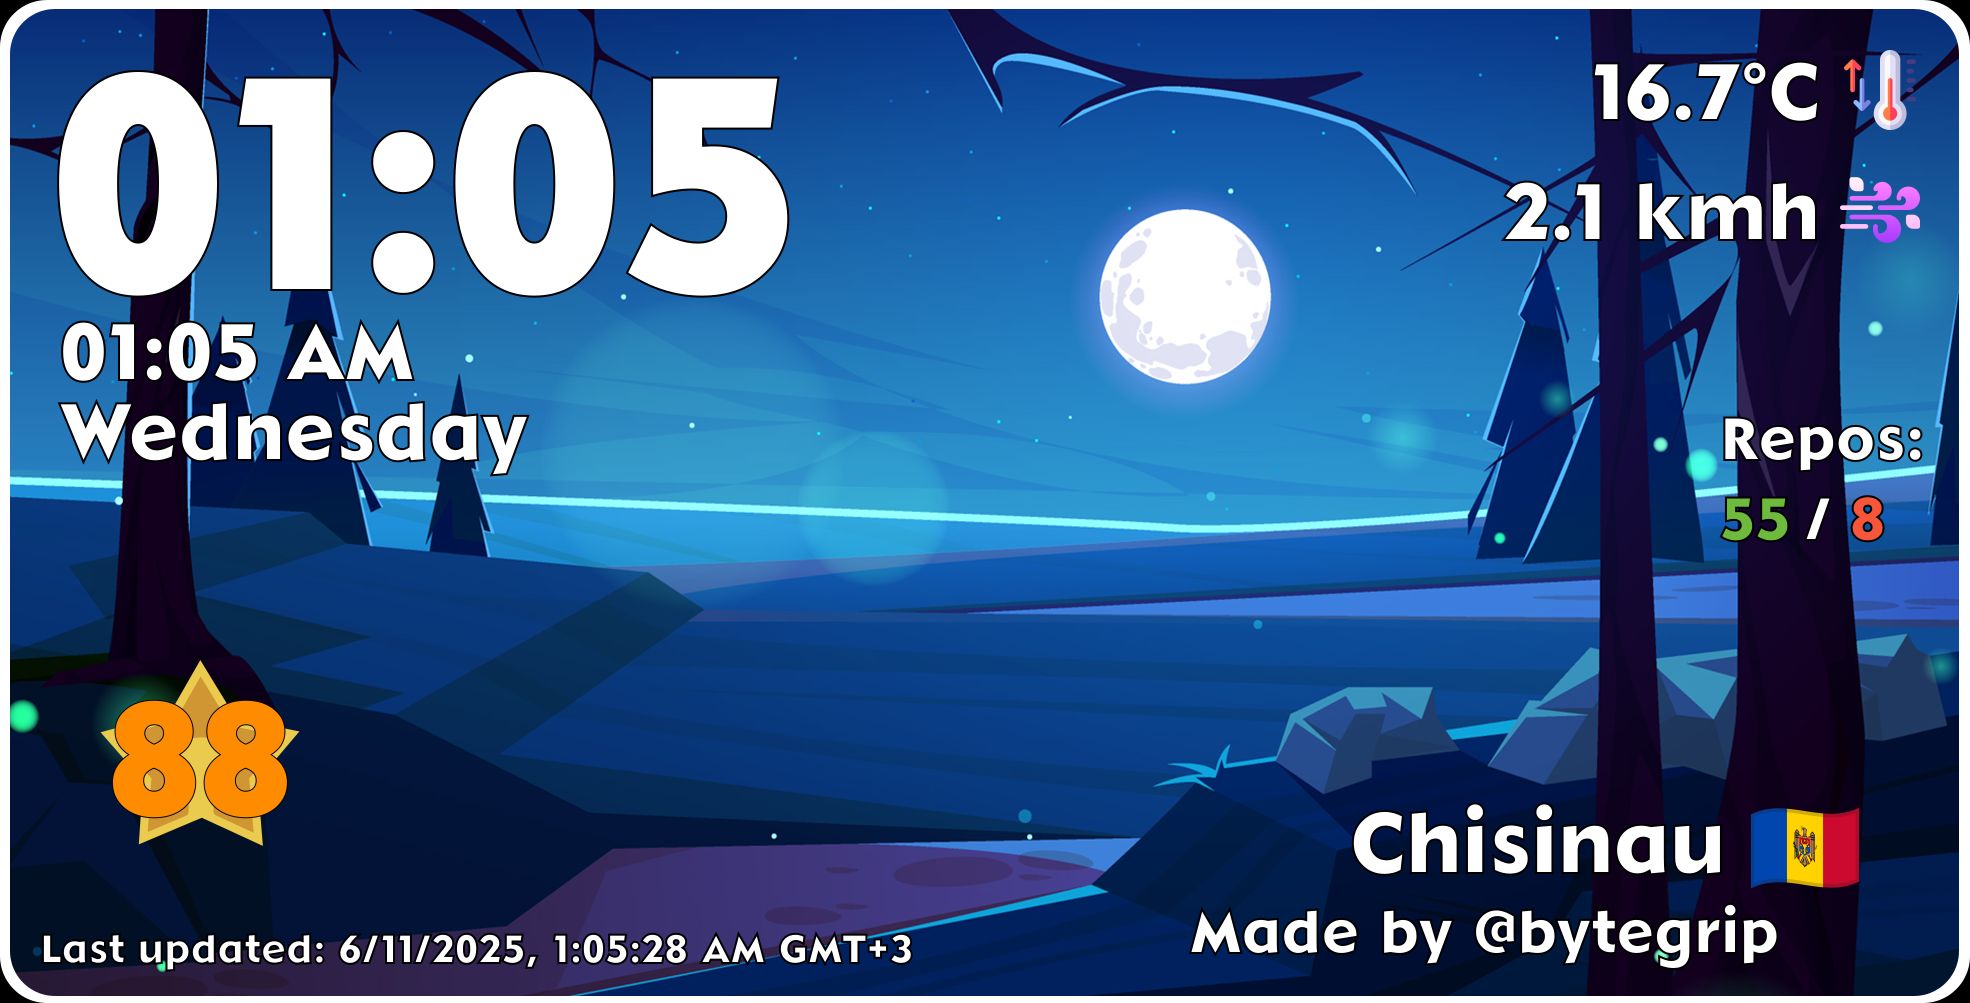 01:05
01:05 AM
Wednesday
16.7°C
2.1 kmh
Repos:
55 / 8
88
Chisinau
Made by @bytegrip
Last updated: 6/11/2025, 1:05:28 AM GMT+3